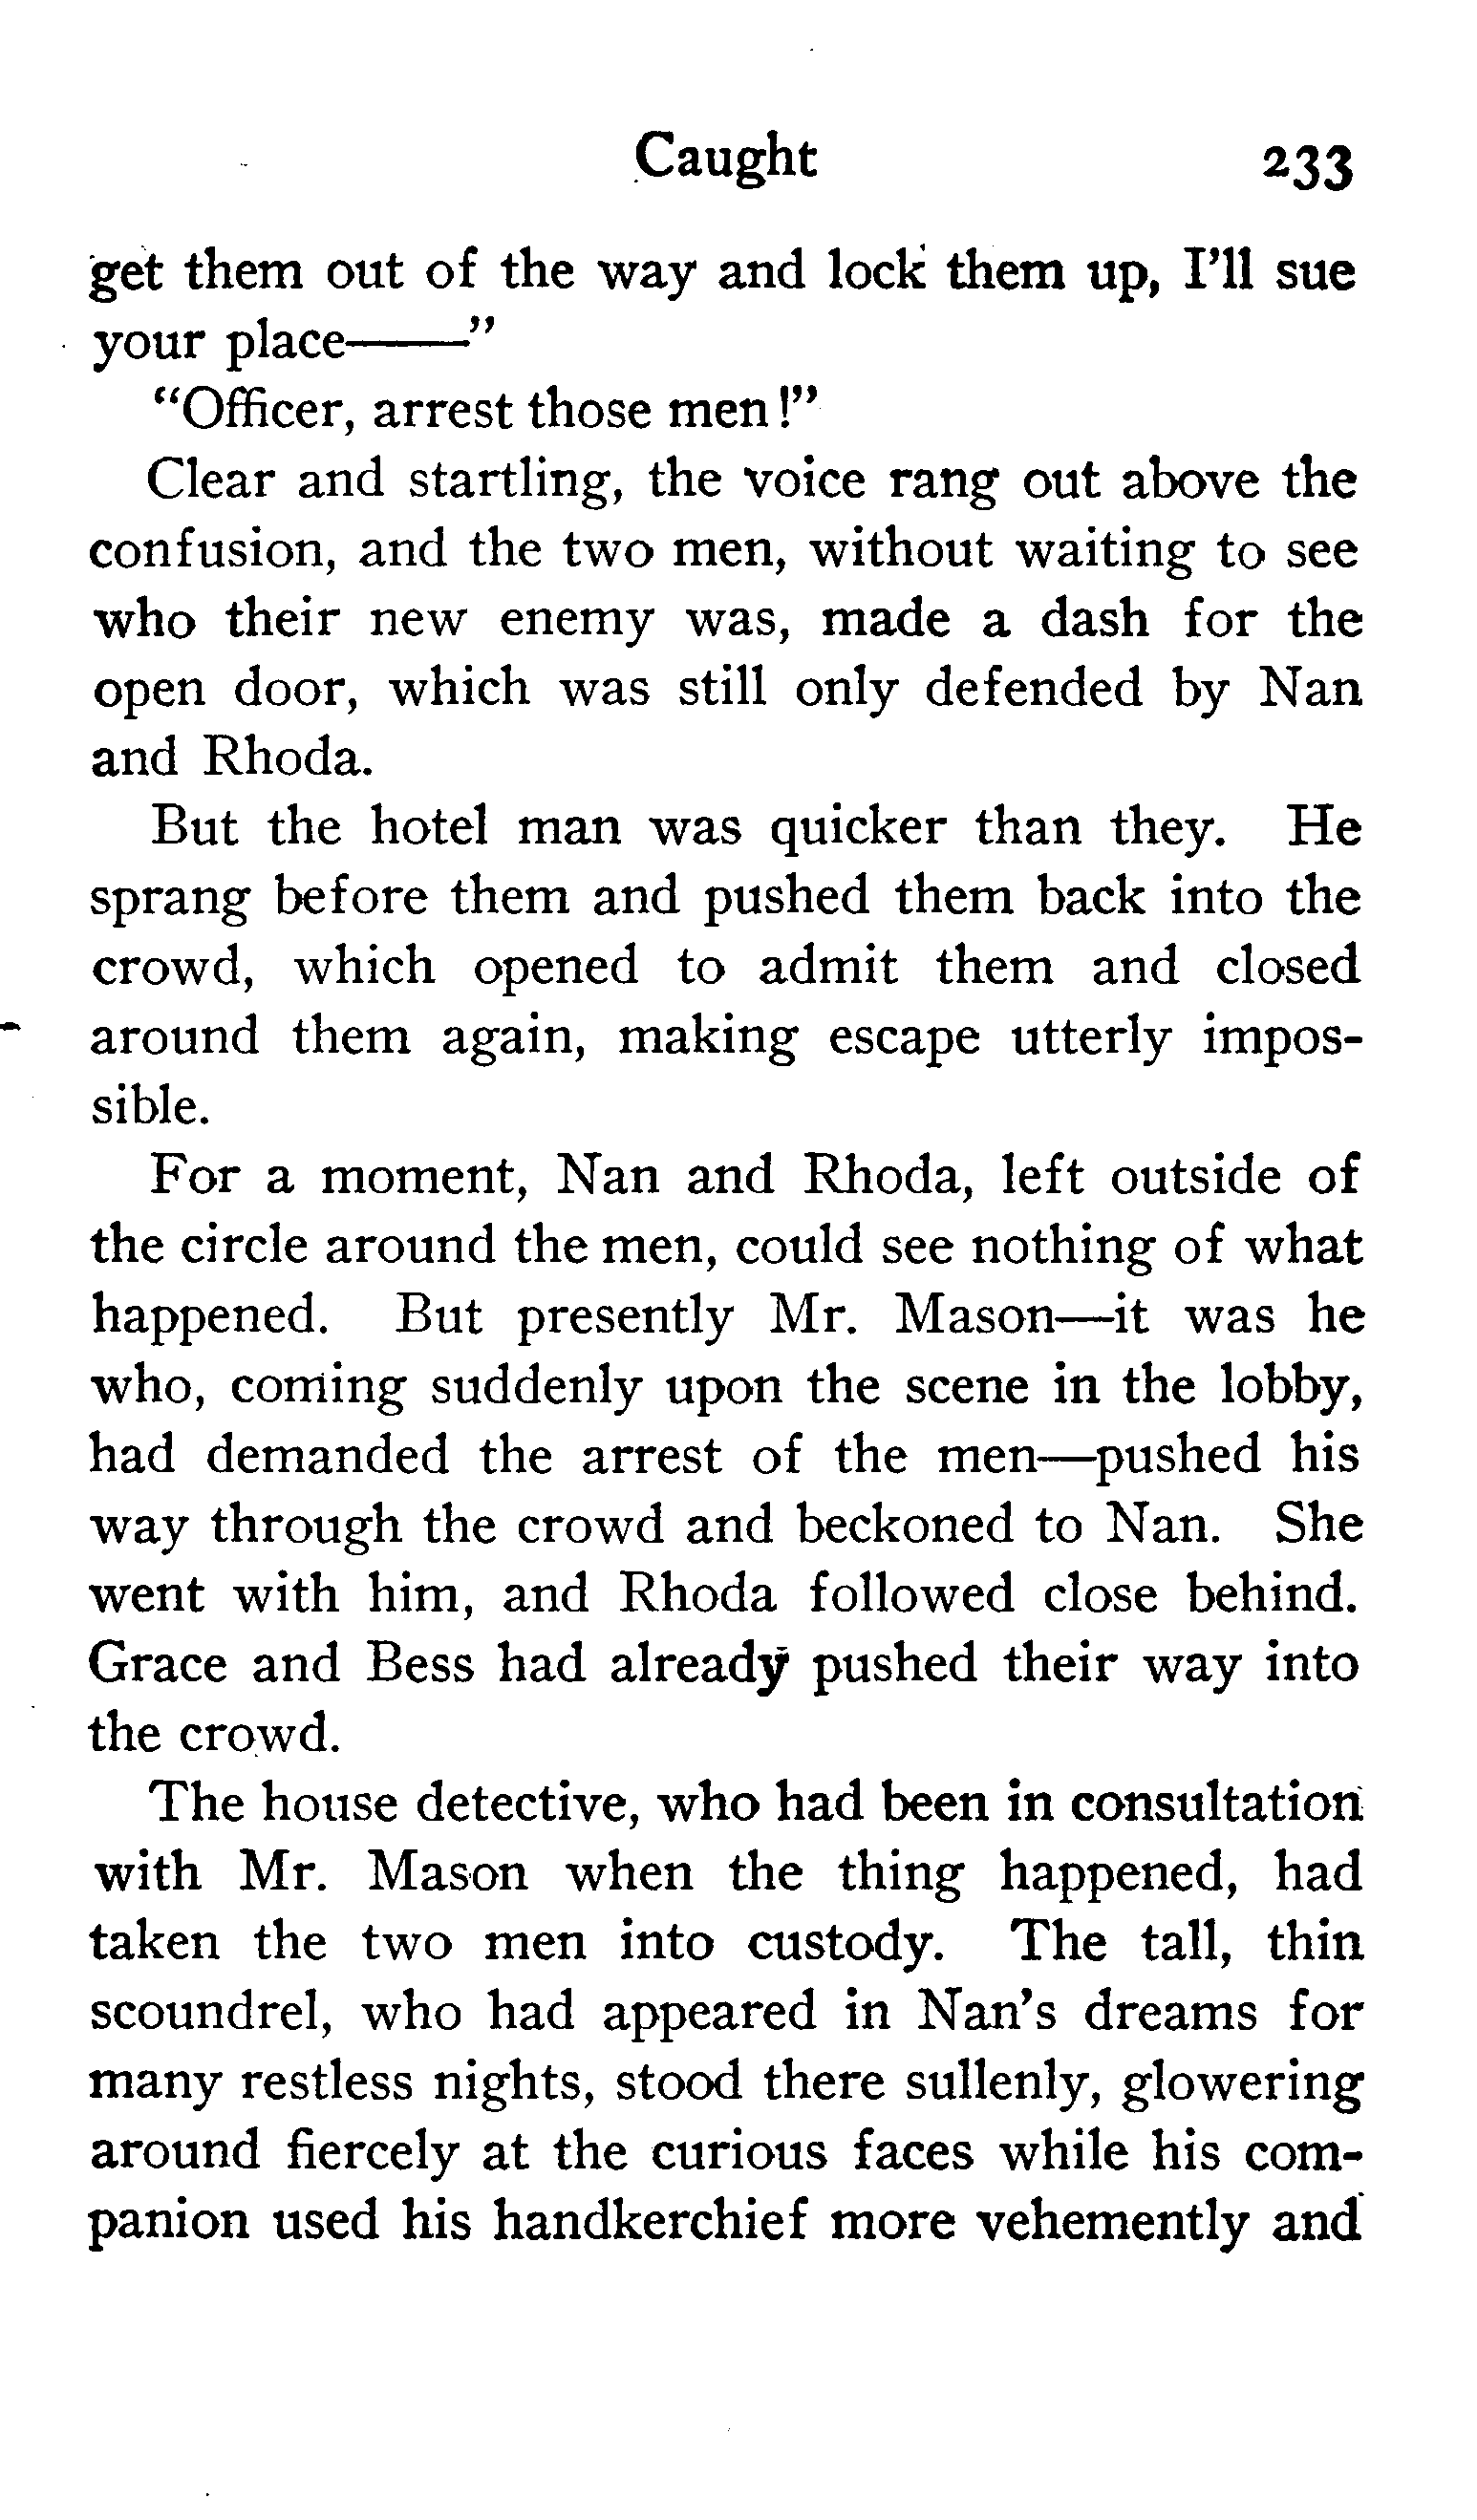 Caught 233
get them out of the way and lock them up, I'll sue
your place——"
"Officer, arrest those men!"
Clear and startling, the voice rang out above the
confusion, and the two men, without waiting to see
who their new enemy was, made a dash for the
open door, which was still only defended by Nan
and Rhoda.
But the hotel man was quicker than they. He
sprang before them and pushed them back into the
crowd, which opened to admit them and closed
around them again, making escape utterly impos-
sible.
For a moment, Nan and Rhoda, left outside of
the circle around the men, could see nothing of what
happened. But presently Mr. Mason—it was he
who, coming suddenly upon the scene in the lobby,
had demanded the arrest of the men—pushed his
way through the crowd and beckoned to Nan. She
went with him, and Rhoda followed close behind.
Grace and Bess had already pushed their way into
the crowd.
The house detective, who had been in consultation
with Mr. Mason when the thing happened, had
taken the two men into custody. The tall, thin
scoundrel, who had appeared in Nan's dreams for
many restless nights, stood there sullenly, glowering
around fiercely at the curious faces while his com-
panion used his handkerchief more vehemently and